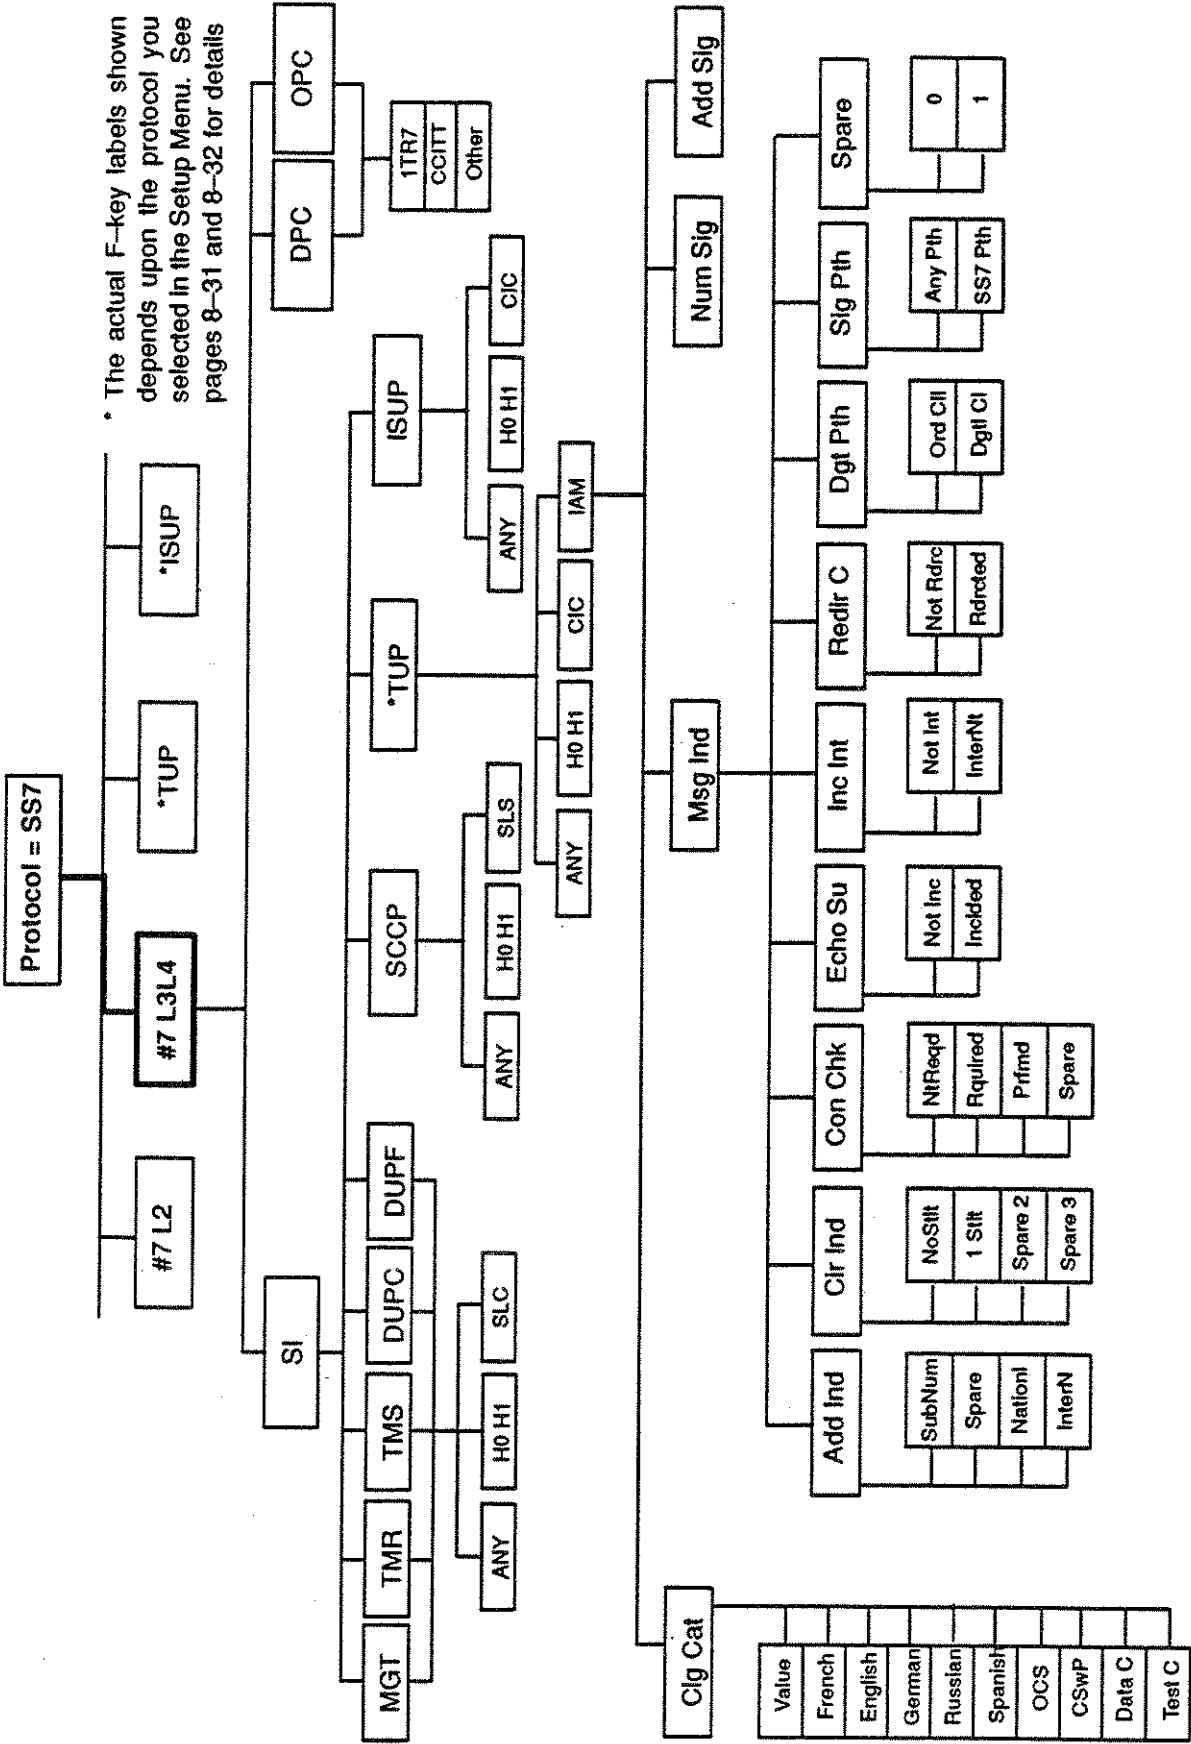 Protocol = SS7
#7 L2
#7 L3L4
*TUP
*ISUP
* The actual F–key labels shown
depends upon the protocol you
selected in the Setup Menu. See
pages 8–31 and 8–32 for details
SI
DPC
OPC
1TR7
CCITT
Other
MGT
TMR
TMS
DUPC
DUPF
SCCP
*TUP
ISUP
ANY
H0 H1
SLC
ANY
H0 H1
SLS
ANY
H0 H1
CIC
IAM
ANY
H0 H1
CIC
Clg Cat
Msg Ind
Num Sig
Add Sig
Value
French
English
German
Russian
Spanish
OCS
CSwP
Data C
Test C
Add Ind
Cir Ind
Con Chk
Echo Su
Inc Int
Redir C
Dgt Pth
Sig Pth
Spare
SubNum
Spare
Nationl
InterN
NoStlt
1 Stlt
Spare 2
Spare 3
NtReqd
Rquired
Prfmd
Spare
Not Inc
Inclded
Not Int
InterNt
Not Rdrc
Rdrcted
Ord Cll
Dgtl Cl
Any Pth
SS7 Pth
0
1